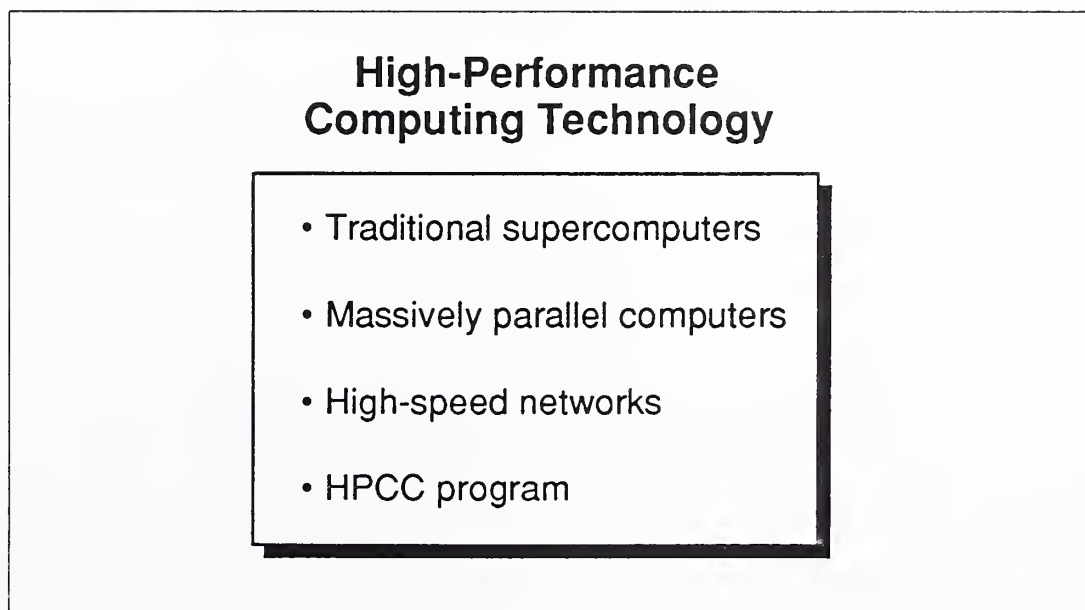 High-Performance
Computing Technology
• Traditional supercomputers
• Massively parallel computers
• High-speed networks
• HPCC program